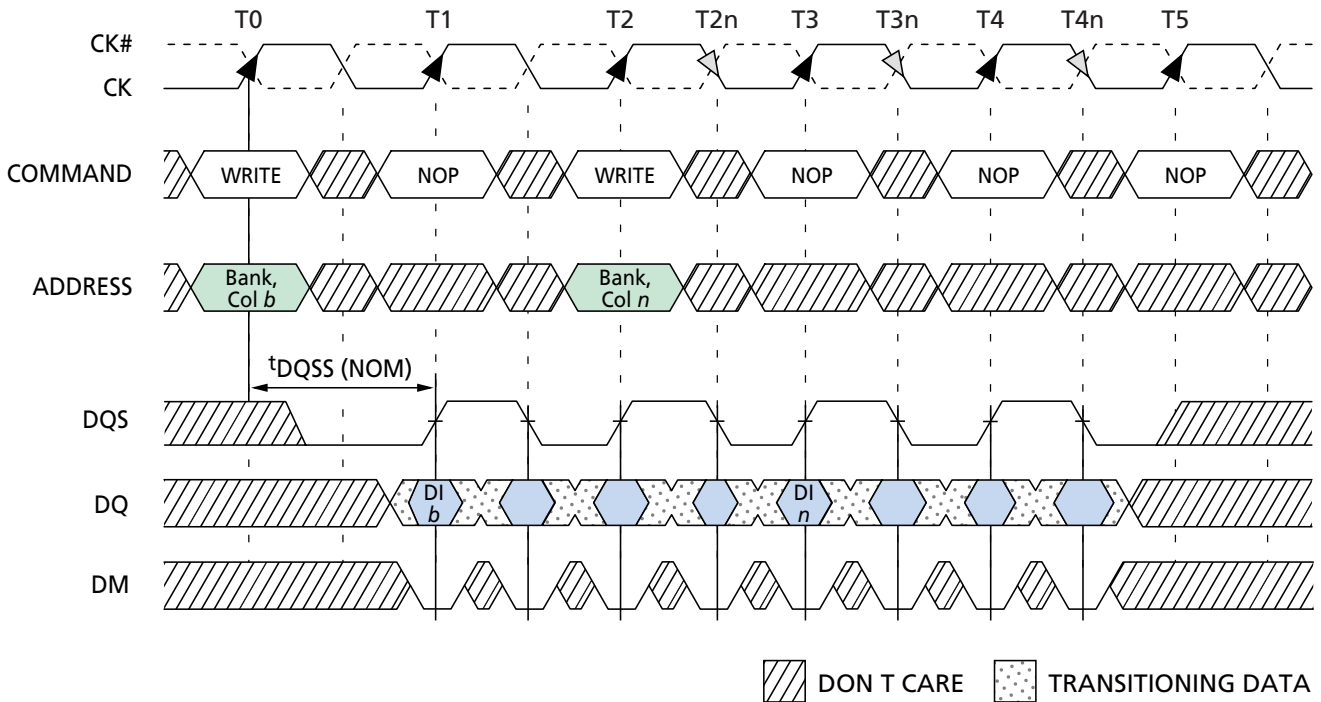 T0 T1 T2 T2n T3 T3n T4 T4n T5
CK#
CK
COMMAND WRITE NOP WRITE NOP NOP NOP
ADDRESS Bank, Col b Bank, Col n
tDQSS (NOM)
DQS
DQ DI b DI n
DM
DON T CARE TRANSITIONING DATA